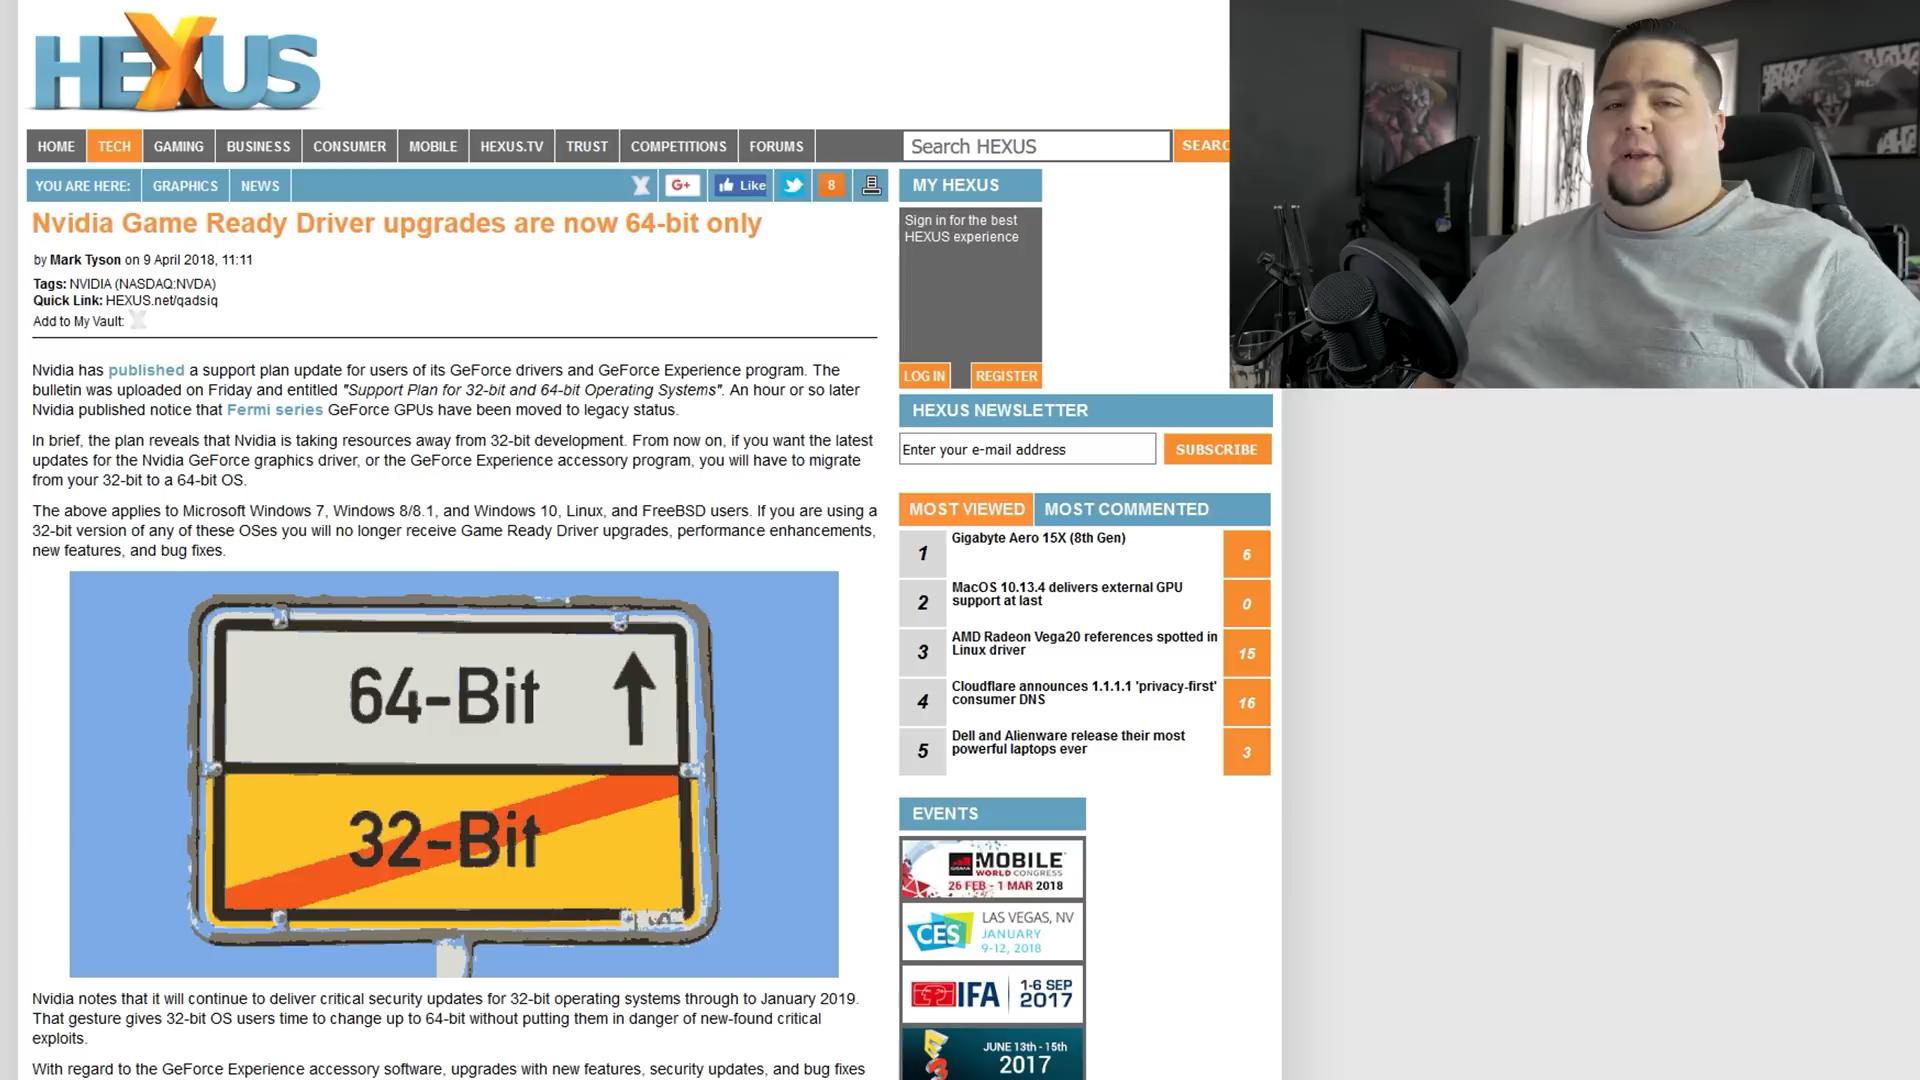 HEXUS
HOME TECH GAMING BUSINESS CONSUMER MOBILE HEXUS.TV TRUST COMPETITIONS FORUMS
Search HEXUS
SEARC
YOU ARE HERE: GRAPHICS NEWS
G+ Like 8
Nvidia Game Ready Driver upgrades are now 64-bit only
by Mark Tyson on 9 April 2018, 11:11
Tags: NVIDIA (NASDAQ:NVDA)
Quick Link: HEXUS.net/qadsiq
Add to My Vault:
Nvidia has published a support plan update for users of its GeForce drivers and GeForce Experience program. The
bulletin was uploaded on Friday and entitled "Support Plan for 32-bit and 64-bit Operating Systems". An hour or so later
Nvidia published notice that Fermi series GeForce GPUs have been moved to legacy status.
In brief, the plan reveals that Nvidia is taking resources away from 32-bit development. From now on, if you want the latest
updates for the Nvidia GeForce graphics driver, or the GeForce Experience accessory program, you will have to migrate
from your 32-bit to a 64-bit OS.
The above applies to Microsoft Windows 7, Windows 8/8.1, and Windows 10, Linux, and FreeBSD users. If you are using a
32-bit version of any of these OSes you will no longer receive Game Ready Driver upgrades, performance enhancements,
new features, and bug fixes.
64-Bit
32-Bit
Nvidia notes that it will continue to deliver critical security updates for 32-bit operating systems through to January 2019.
That gesture gives 32-bit OS users time to change up to 64-bit without putting them in danger of new-found critical
exploits.
With regard to the GeForce Experience accessory software, upgrades with new features, security updates, and bug fixes
MY HEXUS
Sign in for the best
HEXUS experience
LOG IN REGISTER
HEXUS NEWSLETTER
Enter your e-mail address
SUBSCRIBE
MOST VIEWED MOST COMMENTED
1 Gigabyte Aero 15X (8th Gen) 6
2 MacOS 10.13.4 delivers external GPU
support at last 0
3 AMD Radeon Vega20 references spotted in
Linux driver 15
4 Cloudflare announces 1.1.1.1 'privacy-first'
consumer DNS 16
5 Dell and Alienware release their most
powerful laptops ever 3
EVENTS
MOBILE
WORLD CONGRESS
26 FEB - 1 MAR 2018
CES
LAS VEGAS, NV
JANUARY
9-12, 2018
IFA
1-6 SEP
2017
E3
JUNE 13th - 15th
2017